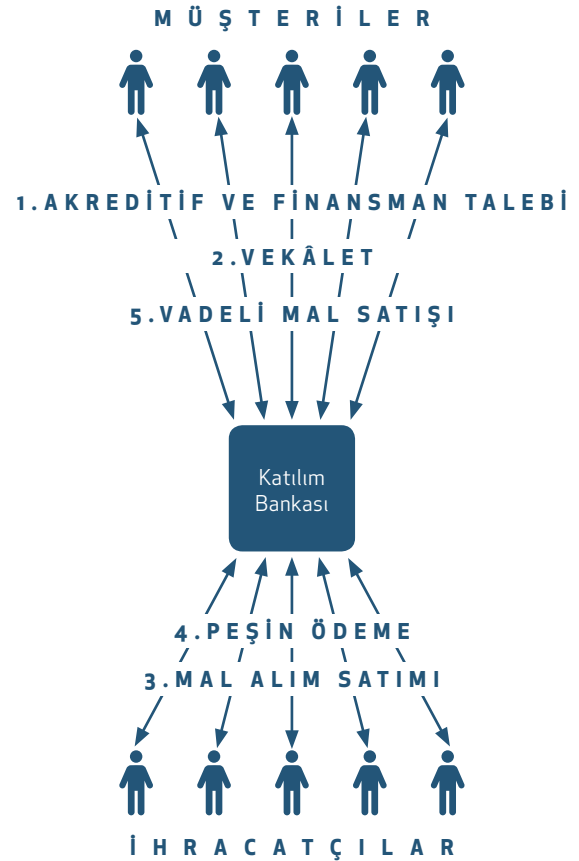 MÜŞTERİLER
1.AKREDİTİF VE FİNANSMAN TALEBİ
2.VEKÂLET
5.VADELİ MAL SATIŞI
Katılım
Bankası
4.PEŞİN ÖDEME
3.MAL ALIM SATIMI
İHRACATÇILAR